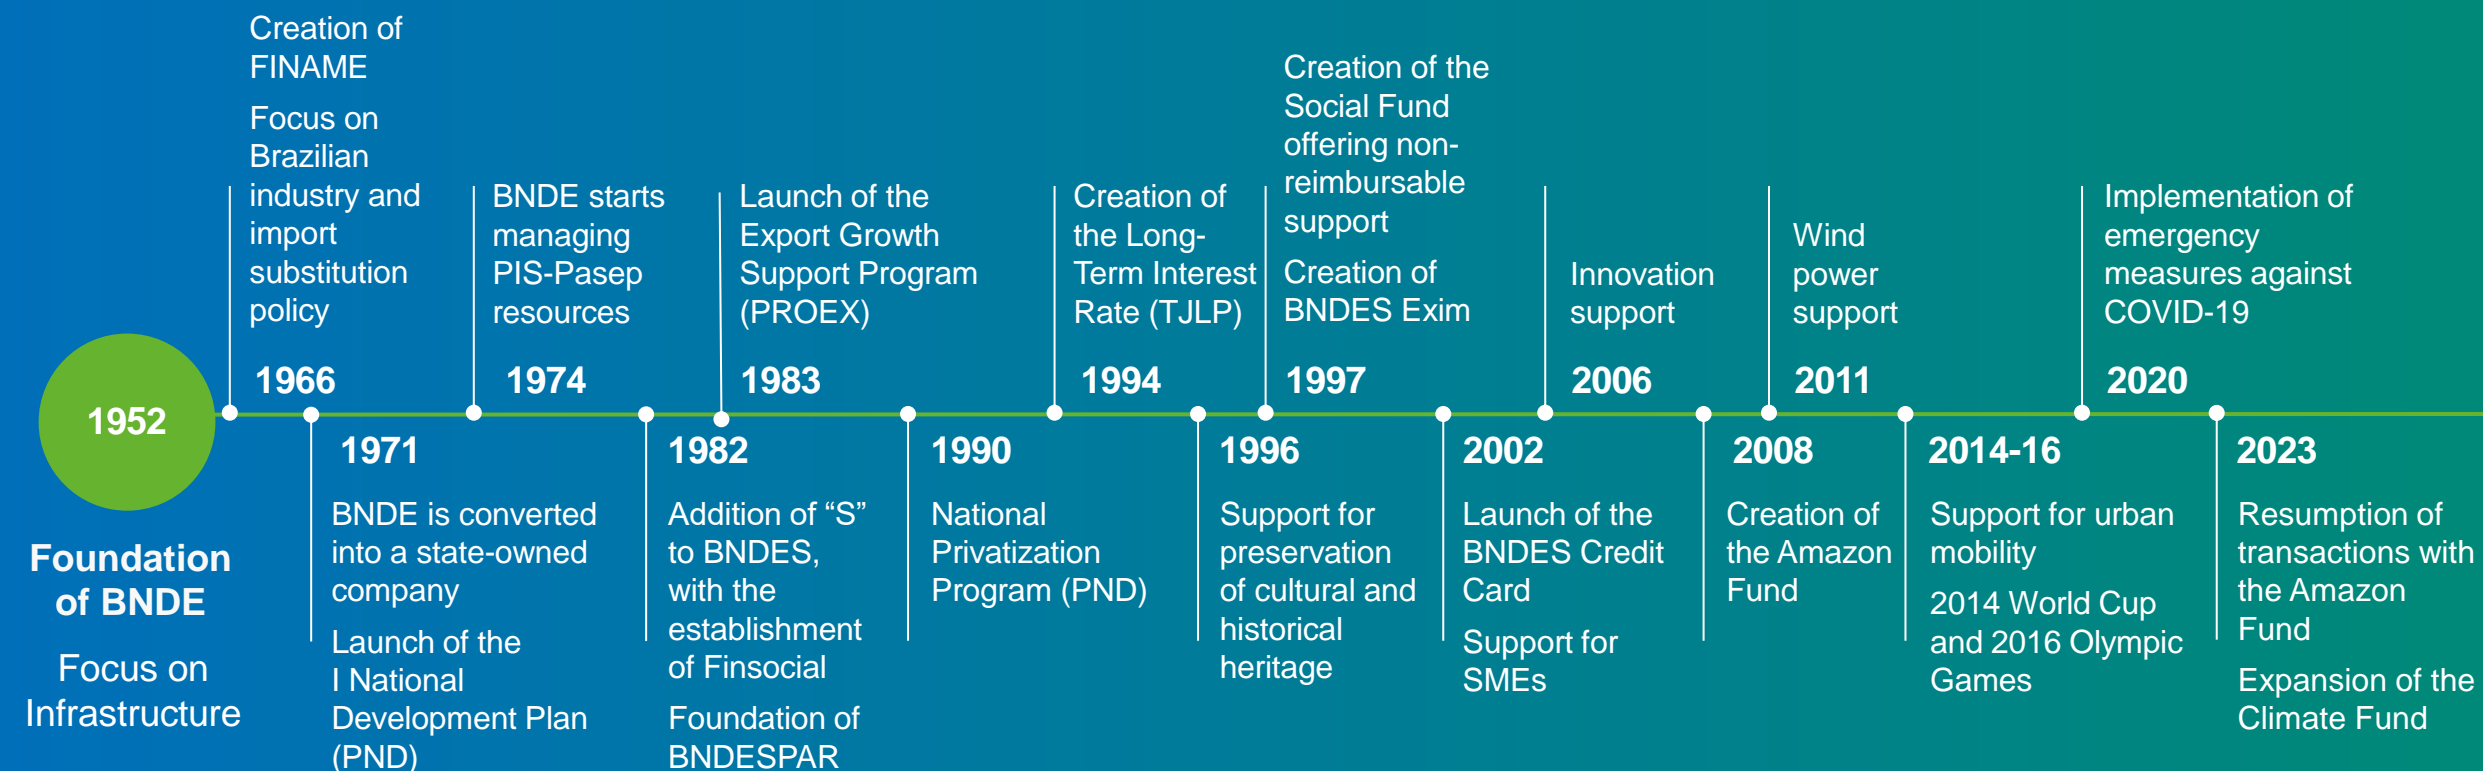 1952
Foundation
of BNDE
Focus on
Infrastructure
Creation of
FINAME
Focus on
Brazilian
industry and
import
substitution
policy
1966
1971
BNDE is converted
into a state-owned
company
Launch of the
I National
Development Plan
(PND)
BNDE starts
managing
PIS-Pasep
resources
1974
1982
Addition of “S”
to BNDES,
with the
establishment
of Finsocial
Foundation of
BNDESPAR
Launch of the
Export Growth
Support Program
(PROEX)
1983
1990
National
Privatization
Program (PND)
Creation of
the Long-
Term Interest
Rate (TJLP)
1994
1996
Support for
preservation
of cultural and
historical
heritage
Creation of the
Social Fund
offering non-
reimbursable
support
Creation of
BNDES Exim
1997
2002
Launch of the
BNDES Credit
Card
Support for
SMEs
Innovation
support
2006
2008
Creation of
the Amazon
Fund
Wind
power
support
2011
2014-16
Support for urban
mobility
2014 World Cup
and 2016 Olympic
Games
Implementation of
emergency
measures against
COVID-19
2020
2023
Resumption of
transactions with
the Amazon
Fund
Expansion of the
Climate Fund